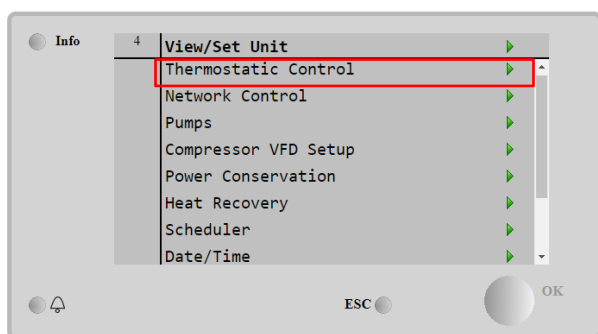 Info
4 View/Set Unit
Thermostatic Control
Network Control
Pumps
Compressor VFD Setup
Power Conservation
Heat Recovery
Scheduler
Date/Time
ESC
OK